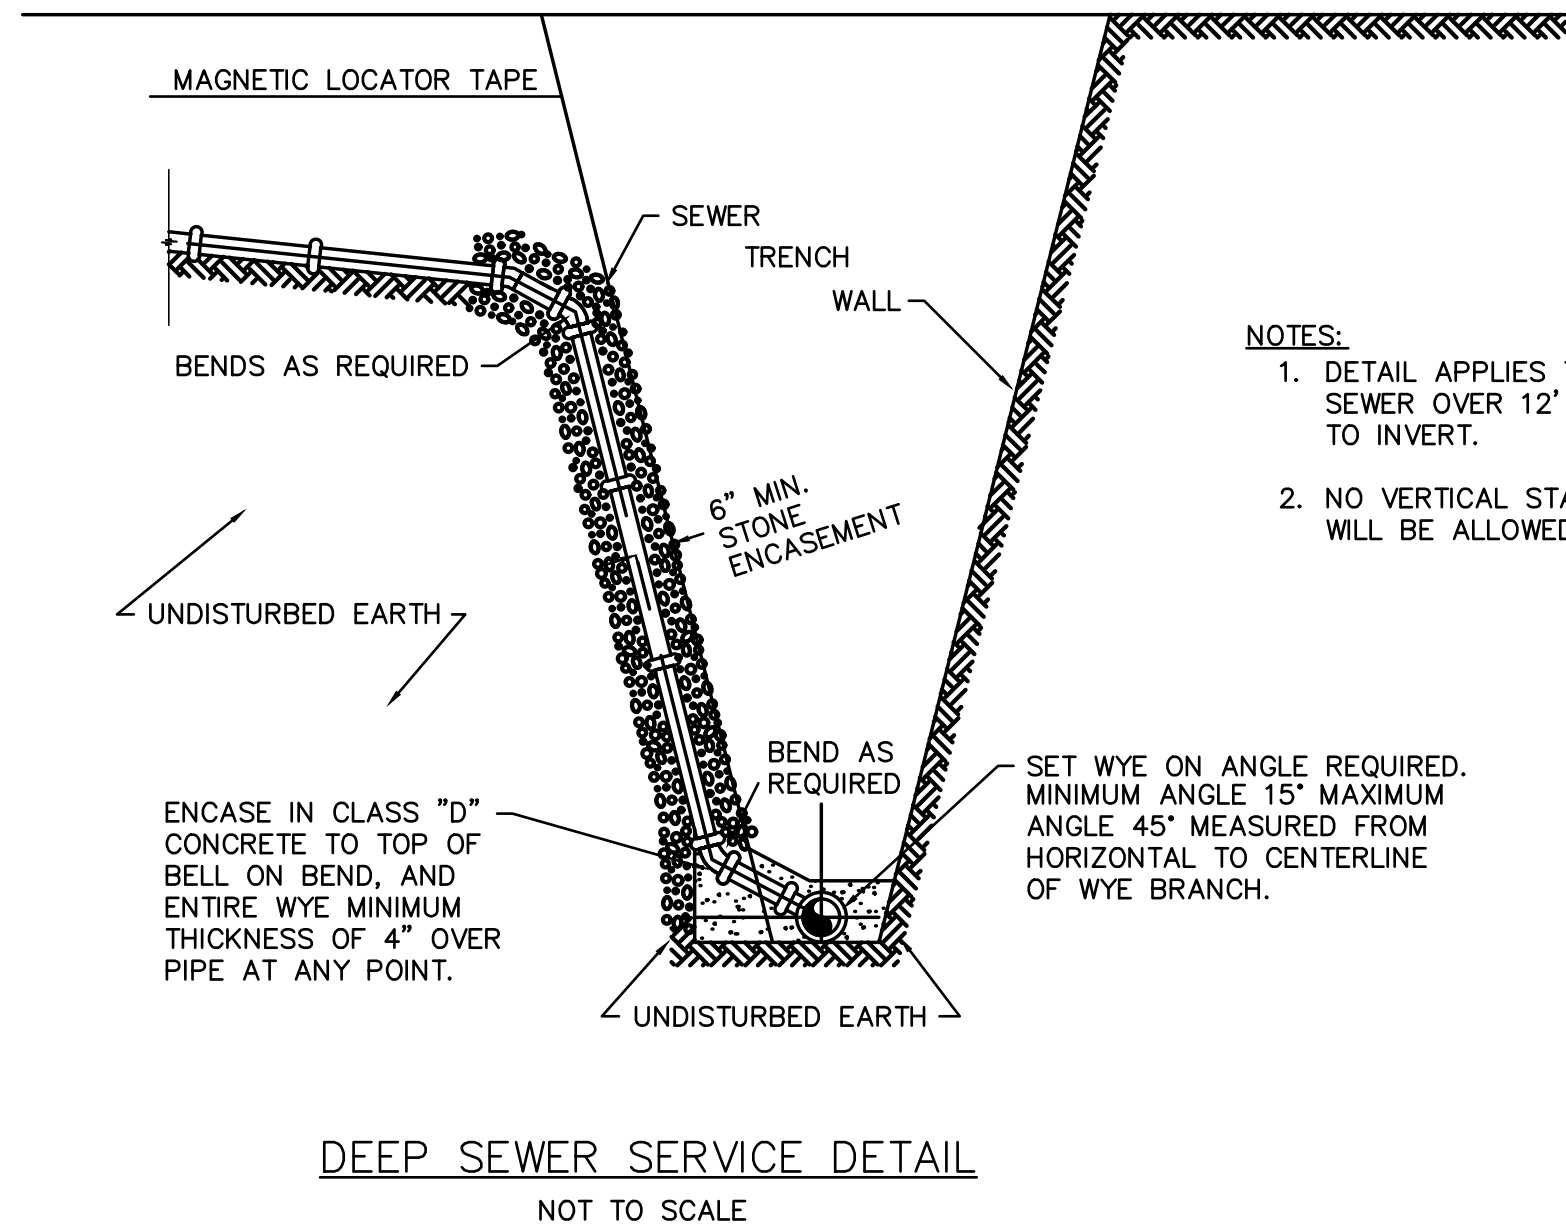 MAGNETIC LOCATOR TAPE
SEWER
TRENCH
WALL
BENDS AS REQUIRED
NOTES:
1. DETAIL APPLIES
SEWER OVER 12'
TO INVERT.
2. NO VERTICAL
WILL BE ALLOWED
6" MIN.
STONE
ENCASEMENT
UNDISTURBED EARTH
BEND AS
REQUIRED
SET WYE ON ANGLE REQUIRED.
MINIMUM ANGLE 15° MAXIMUM
ANGLE 45° MEASURED FROM
HORIZONTAL TO CENTERLINE
OF WYE BRANCH.
ENCASE IN CLASS "D"
CONCRETE TO TOP OF
BELL ON BEND, AND
ENTIRE WYE MINIMUM
THICKNESS OF 4" OVER
PIPE AT ANY POINT.
UNDISTURBED EARTH
DEEP SEWER SERVICE DETAIL
NOT TO SCALE